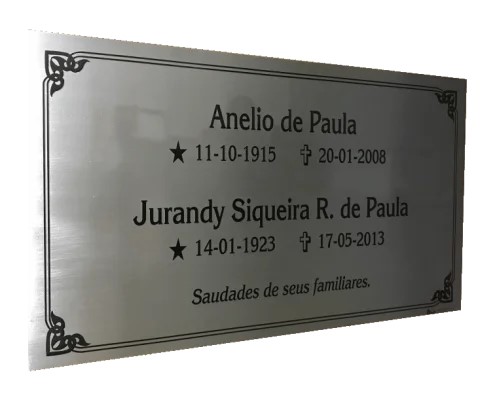 Anelio de Paula
★ 11-10-1915 ✞ 20-01-2008
Jurandy Siqueira R. de Paula
★ 14-01-1923 ✞ 17-05-2013
Saudades de seus familiares.